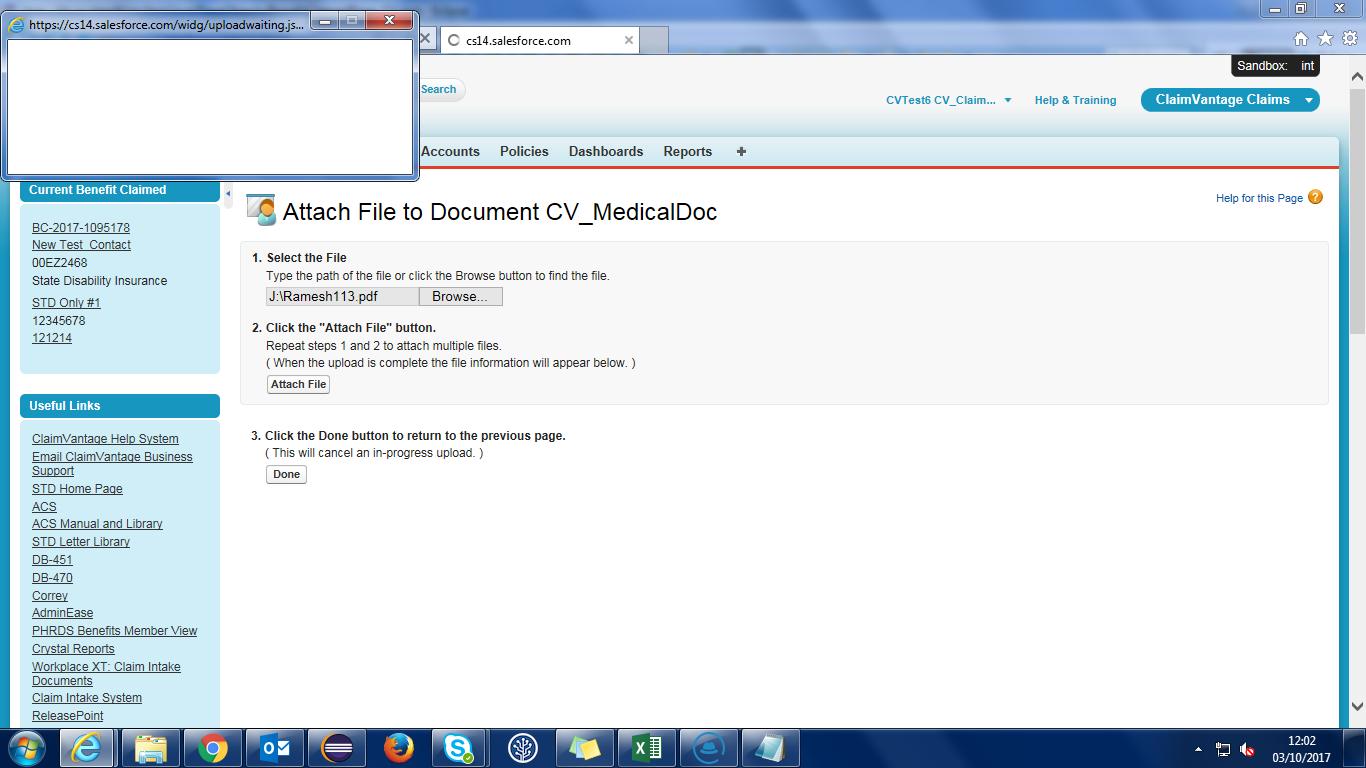 https://cs14.salesforce.com/widg/uploadwaiting.js...
cs14.salesforce.com
Sandbox: int
Search
CVTest6 CV_Claim...
Help & Training
ClaimVantage Claims
Accounts
Policies
Dashboards
Reports
Current Benefit Claimed
BC-2017-1095178
New Test Contact
00EZ2468
State Disability Insurance
STD Only #1
12345678
121214
Useful Links
ClaimVantage Help System
Email ClaimVantage Business
Support
STD Home Page
ACS
ACS Manual and Library
STD Letter Library
DB-451
DB-470
Correy
AdminEase
PHRDS Benefits Member View
Crystal Reports
Workplace XT: Claim Intake
Documents
Claim Intake System
ReleasePoint
Attach File to Document CV_MedicalDoc
Help for this Page
1. Select the File
Type the path of the file or click the Browse button to find the file.
J:\Ramesh113.pdf
Browse...
2. Click the "Attach File" button.
Repeat steps 1 and 2 to attach multiple files.
( When the upload is complete the file information will appear below. )
Attach File
3. Click the Done button to return to the previous page.
( This will cancel an in-progress upload. )
Done
12:02
03/10/2017